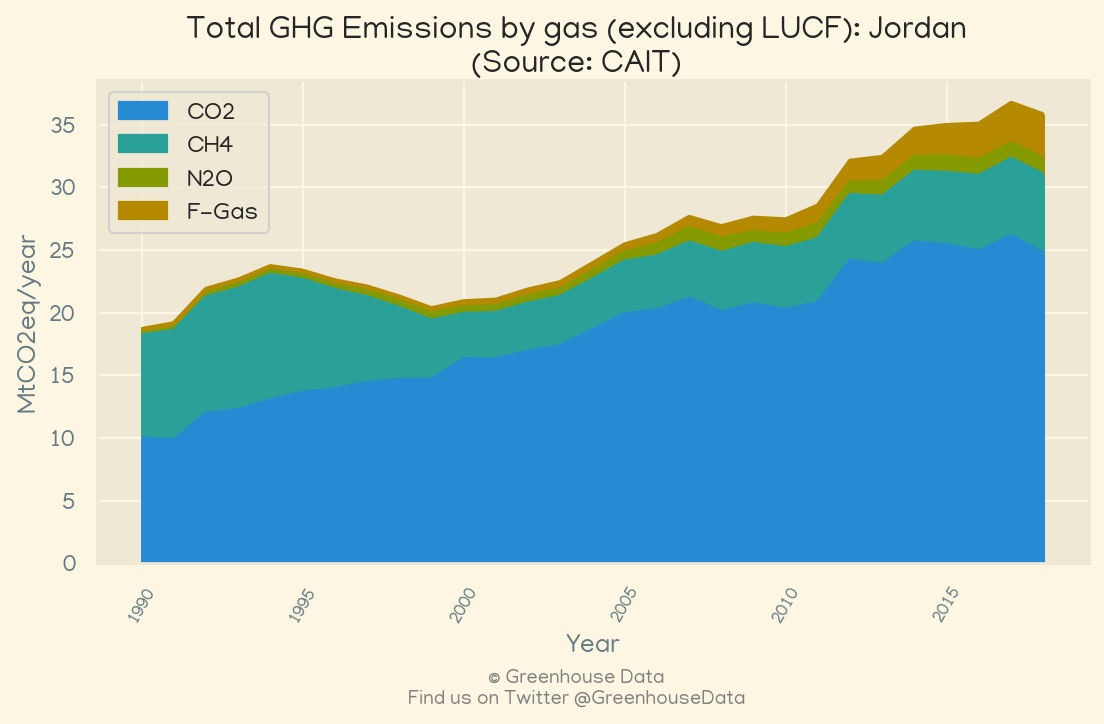 Total GHG Emissions by gas (excluding LUCF): Jordan
(Source: CAIT)
CO2
CH4
N2O
F-Gas
MtCO2eq/year
35
30
25
20
15
10
5
0
1990
1995
2000
2005
2010
2015
Year
© Greenhouse Data
Find us on Twitter @GreenhouseData